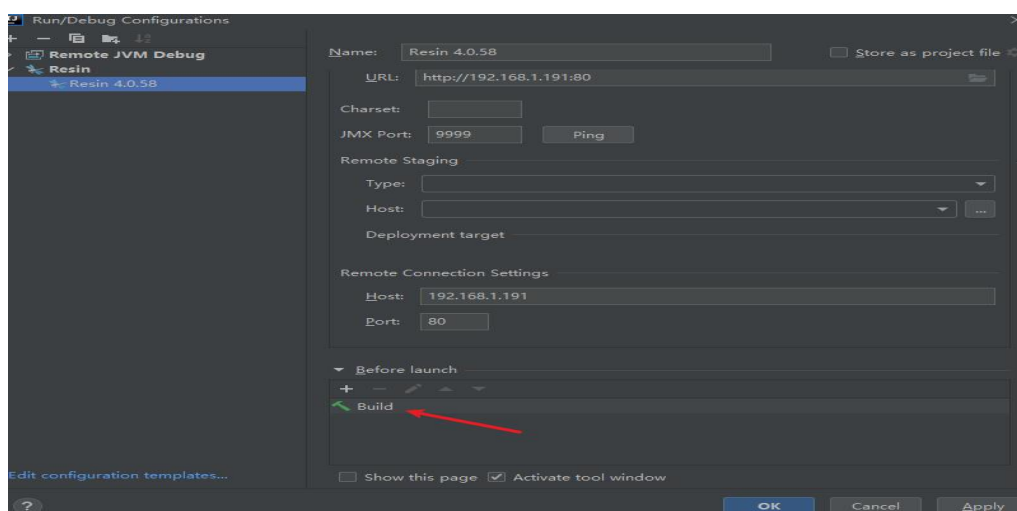 Run/Debug Configurations
Remote JVM Debug
Resin
Resin 4.0.58
Edit configuration templates...
Name: Resin 4.0.58 Store as project file
URL: http://192.168.1.191:80
Charset:
JMX Port: 9999 Ping
Remote Staging
Type:
Host: ...
Deployment target
Remote Connection Settings
Host: 192.168.1.191
Port: 80
Before launch
Build
Show this page Activate tool window
? OK Cancel Apply